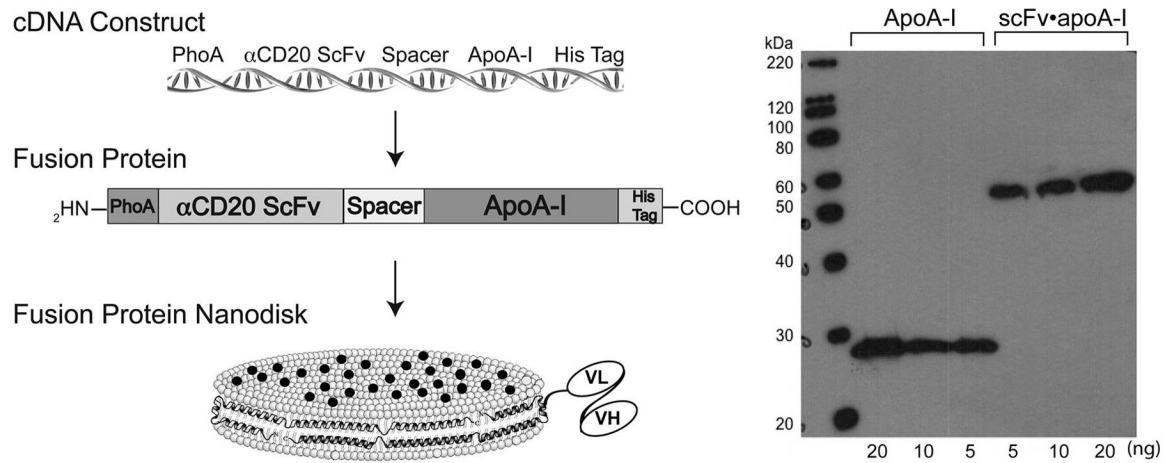 cDNA Construct
PhoA αCD20 ScFv Spacer ApoA-I His Tag
Fusion Protein
₂HN PhoA αCD20 ScFv Spacer ApoA-I His Tag COOH
Fusion Protein Nanodisk
VL
VH
ApoA-I scFv•apoA-I
kDa
220
120
100
80
60
50
40
30
20
20 10 5 5 10 20 (ng)